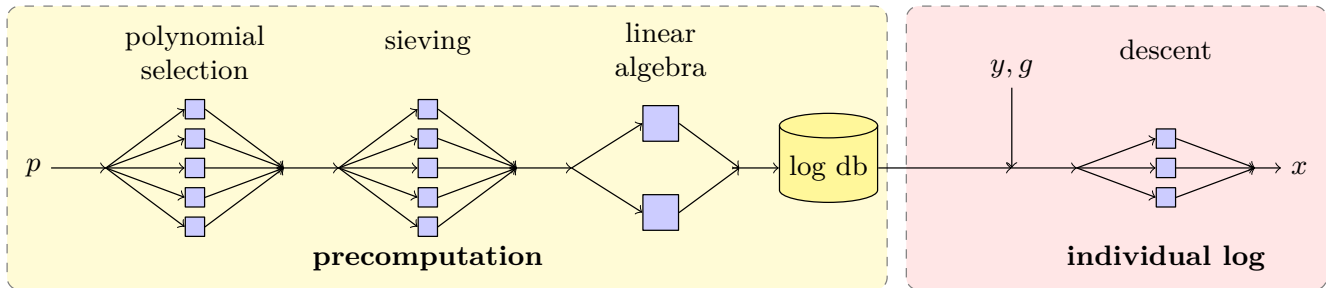 polynomial
selection
sieving
linear
algebra
p
log db
precomputation
y, g
descent
x
individual log